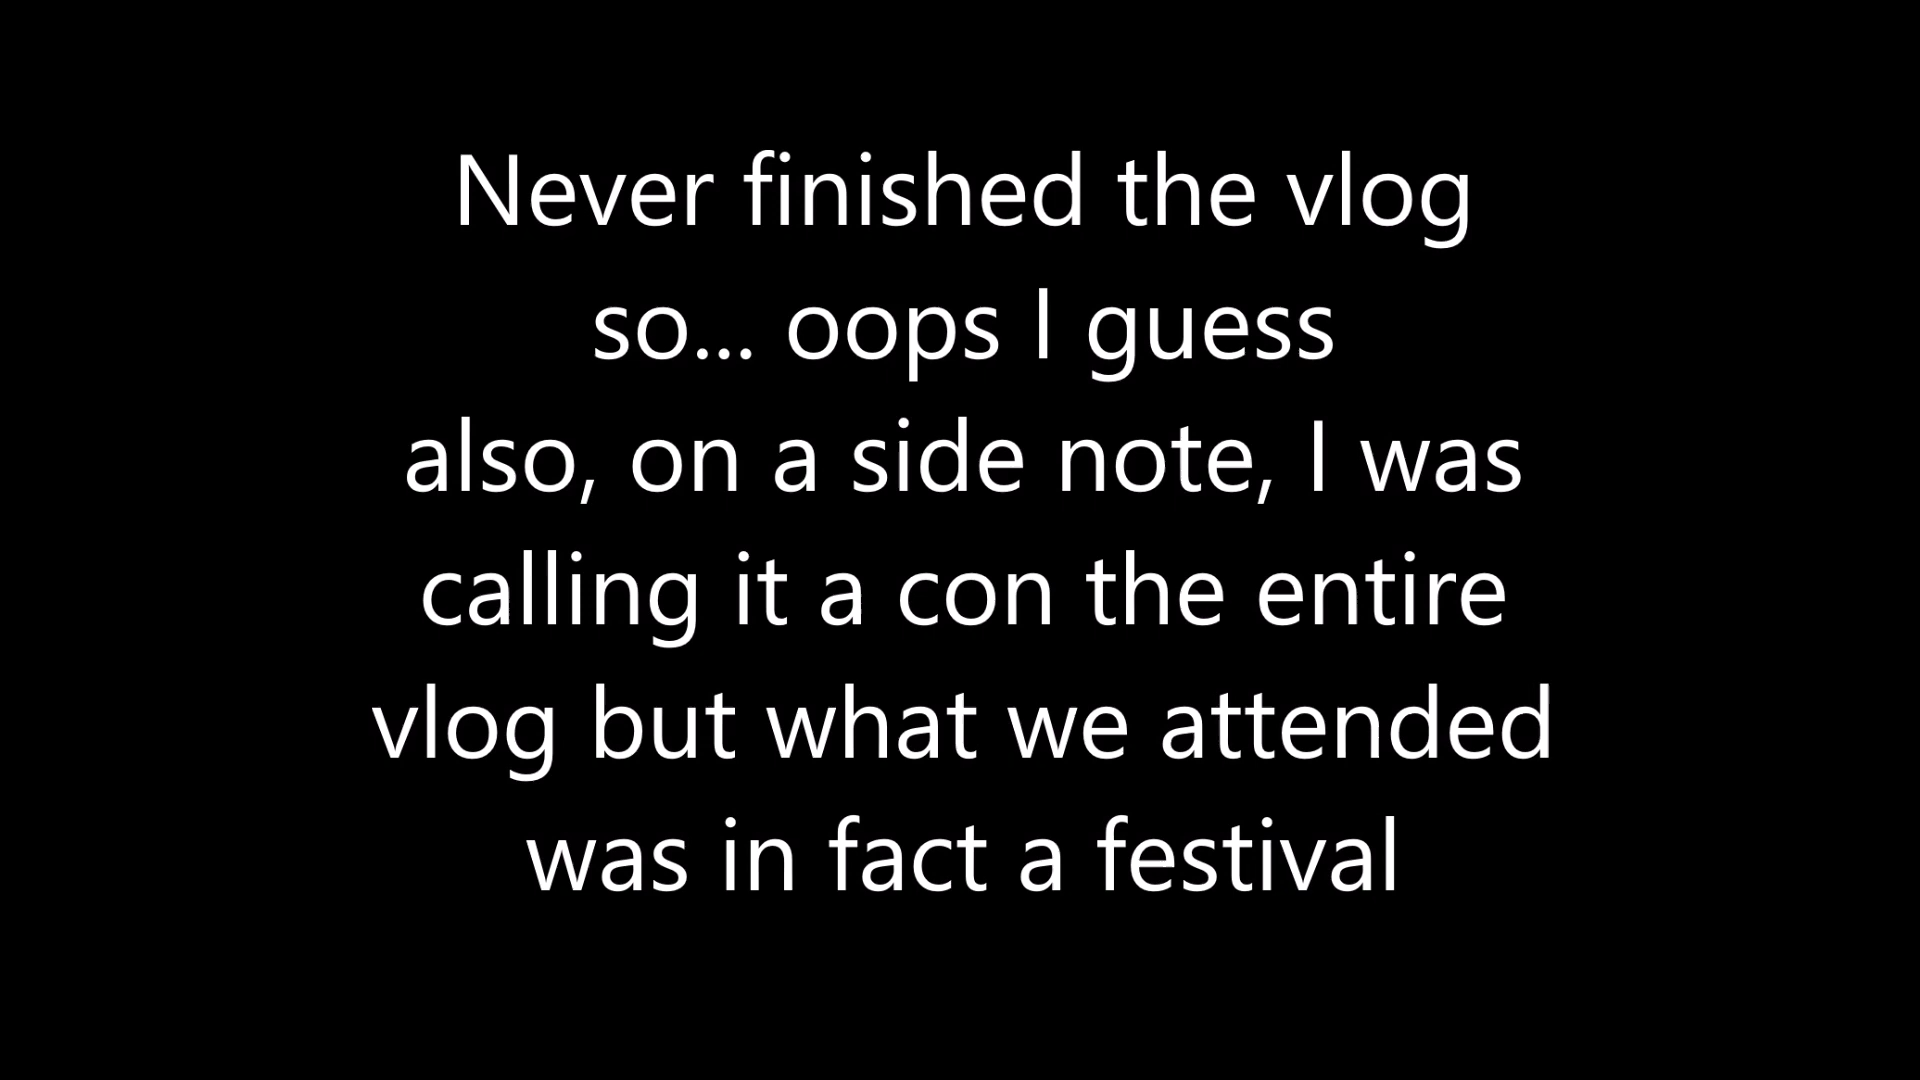 Never finished the vlog
so... oops I guess
also, on a side note, I was
calling it a con the entire
vlog but what we attended
was in fact a festival